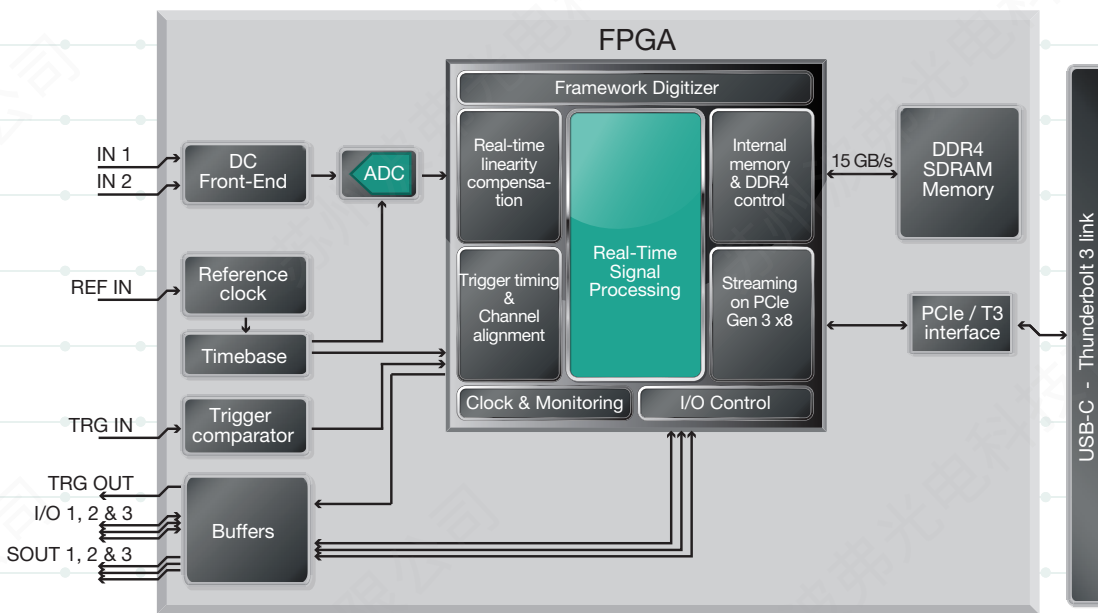 FPGA
Framework Digitizer
Real-time
linearity
compensa-
tion
Internal
memory
& DDR4
control
Real-Time
Signal
Processing
Trigger timing
&
Channel
alignment
Streaming
on PCIe
Gen 3 x8
Clock & Monitoring
I/O Control
IN 1
IN 2
DC
Front-End
ADC
15 GB/s
DDR4
SDRAM
Memory
REF IN
Reference
clock
Timebase
PCIe / T3
interface
USB-C - Thunderbolt 3 link
TRG IN
Trigger
comparator
TRG OUT
I/O 1, 2 & 3
SOUT 1, 2 & 3
Buffers